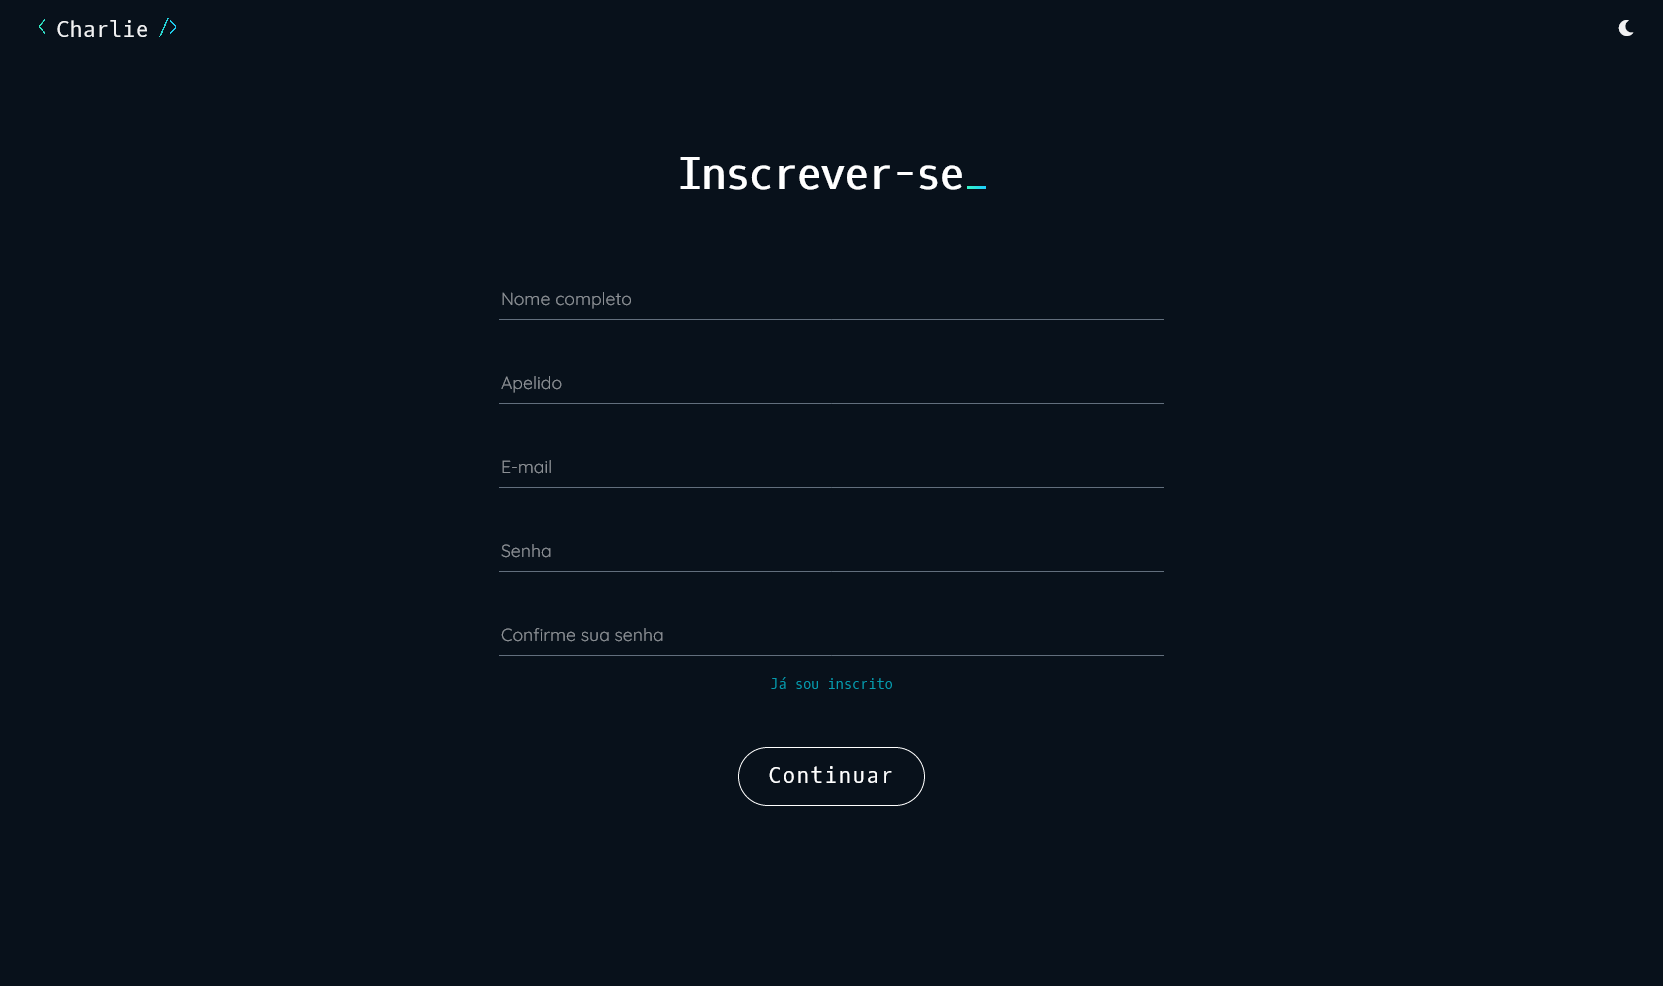 < Charlie />
Inscrever-se_
Nome completo
Apelido
E-mail
Senha
Confirme sua senha
Já sou inscrito
Continuar